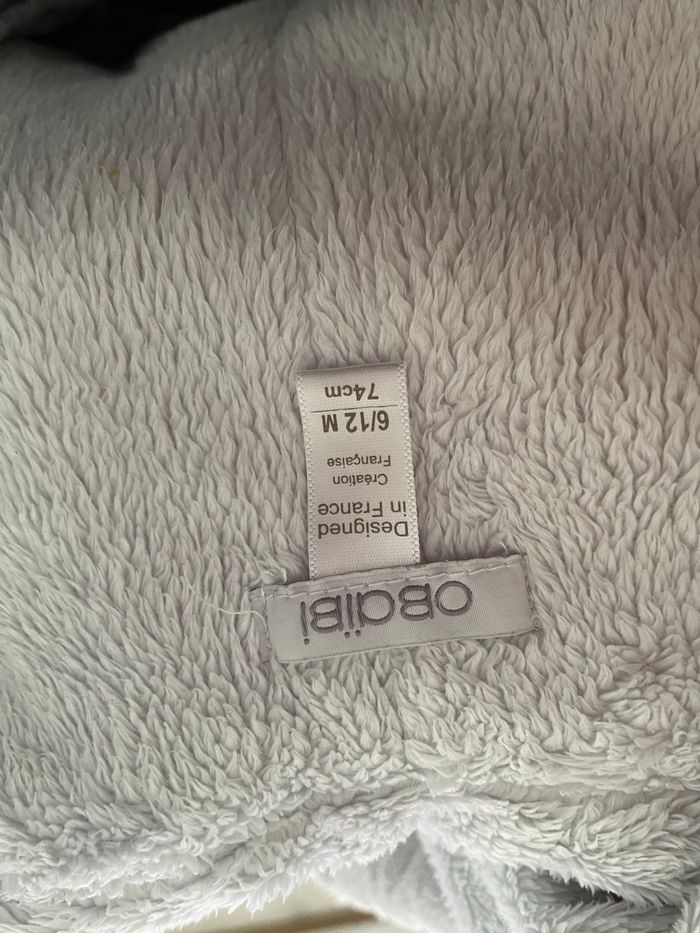 OBaïBi
Designed
in France
Création
Française
6/12 M
74cm